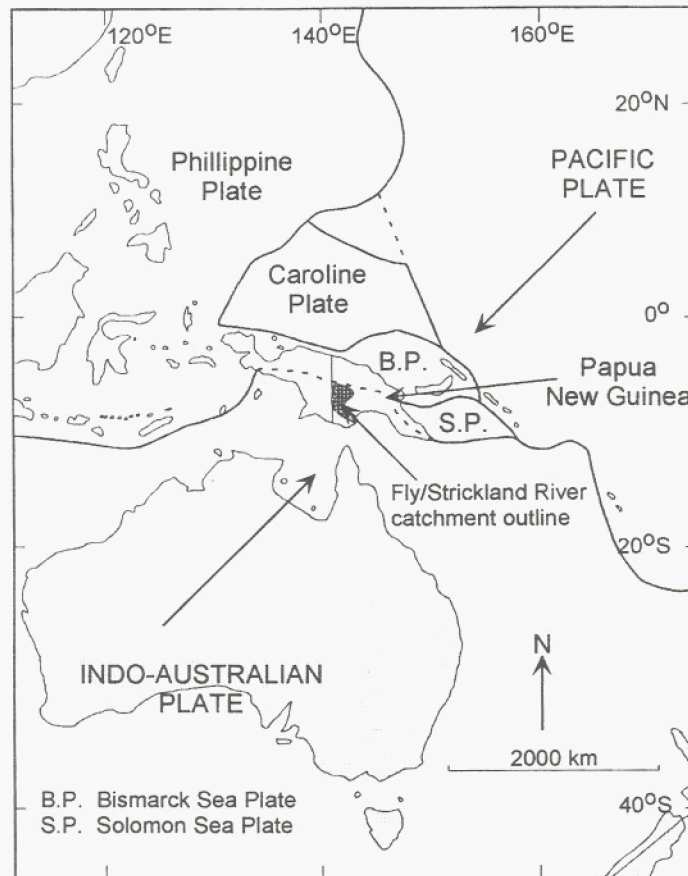 120°E
140°E
160°E
20°N
Phillippine
Plate
PACIFIC
PLATE
Caroline
Plate
0°
B.P.
Papua
New Guinea
S.P.
Fly/Strickland River
catchment outline
20°S
INDO-AUSTRALIAN
PLATE
N
2000 km
B.P. Bismarck Sea Plate
S.P. Solomon Sea Plate
40°S